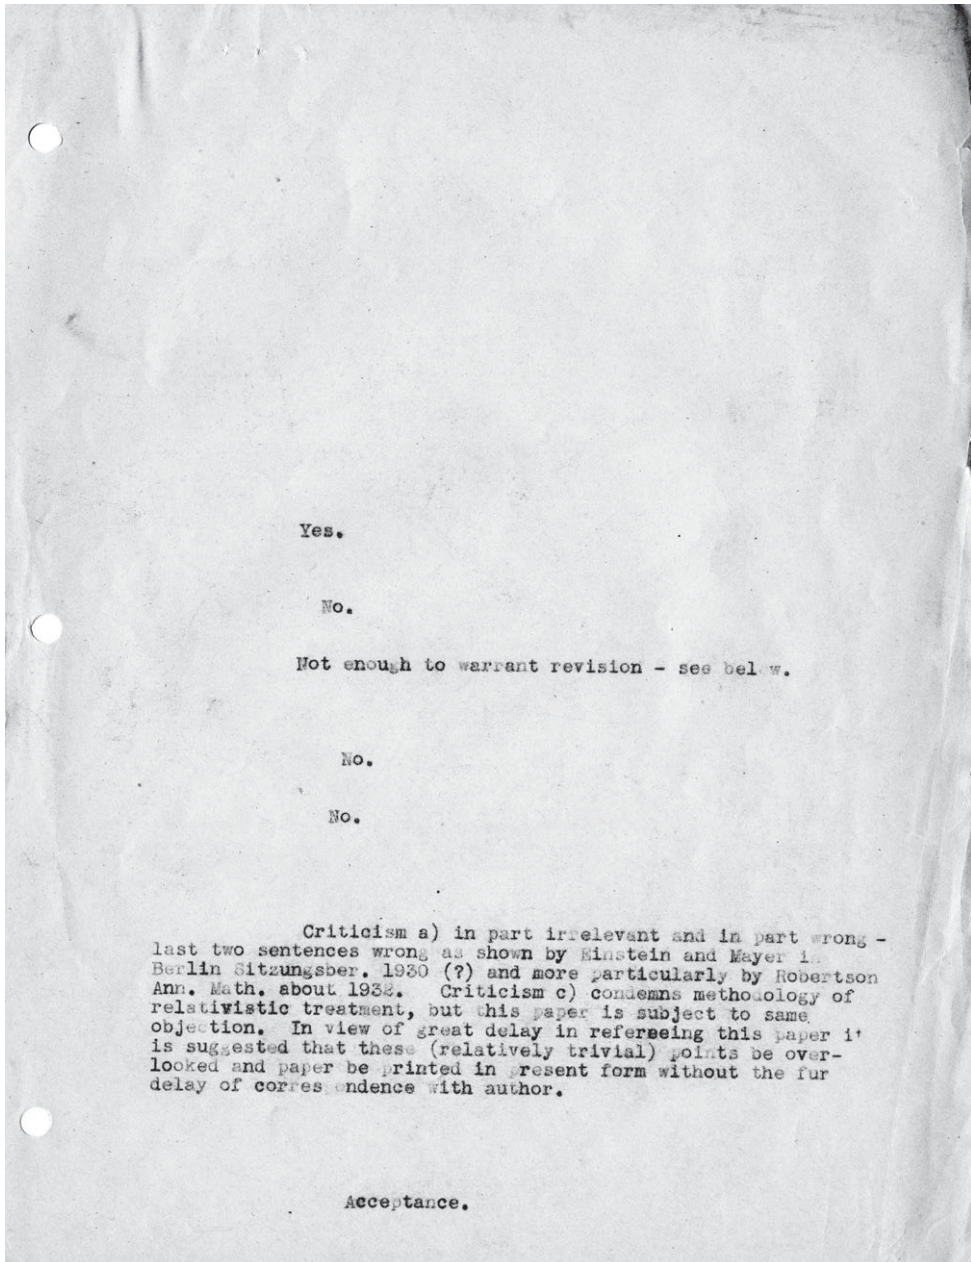 Yes.
No.
Not enough to warrant revision - see below.
No.
No.
Criticism a) in part irrelevant and in part wrong -
last two sentences wrong as shown by Einstein and Mayer in
Berlin Sitzungsber. 1930 (?) and more particularly by Robertson
Ann. Math. about 1932. Criticism c) condemns methodology of
relativistic treatment, but this paper is subject to same
objection. In view of great delay in refereeing this paper it
is suggested that these (relatively trivial) points be over-
looked and paper be printed in present form without the fur
delay of correspondence with author.
Acceptance.